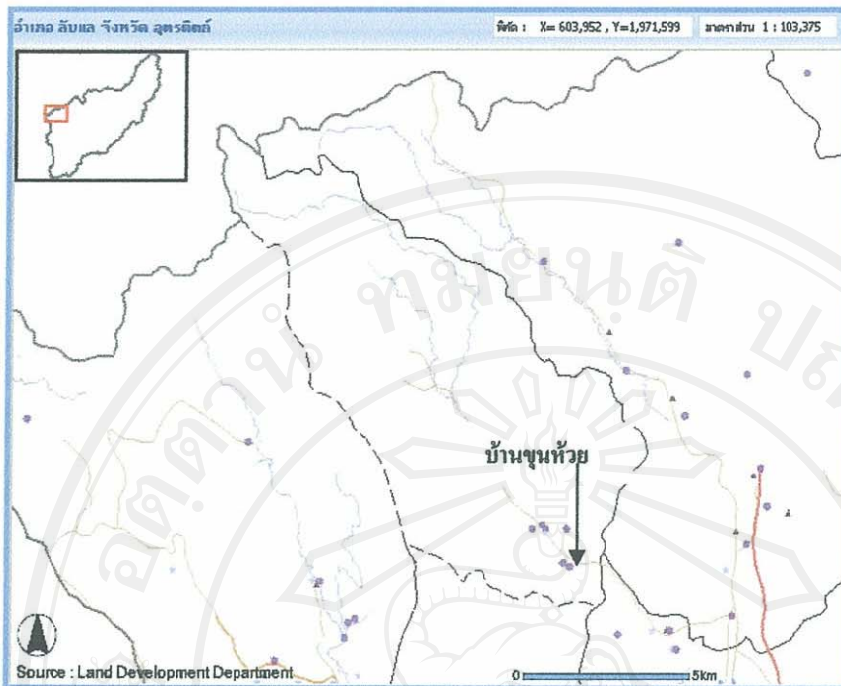 อำเภอ ลับแล จังหวัด อุตรดิตถ์
พิกัด : X= 603,952 , Y=1,971,599
มาตราส่วน 1 : 103,375
บ้านขุนห้วย
Source : Land Development Department
0 5km